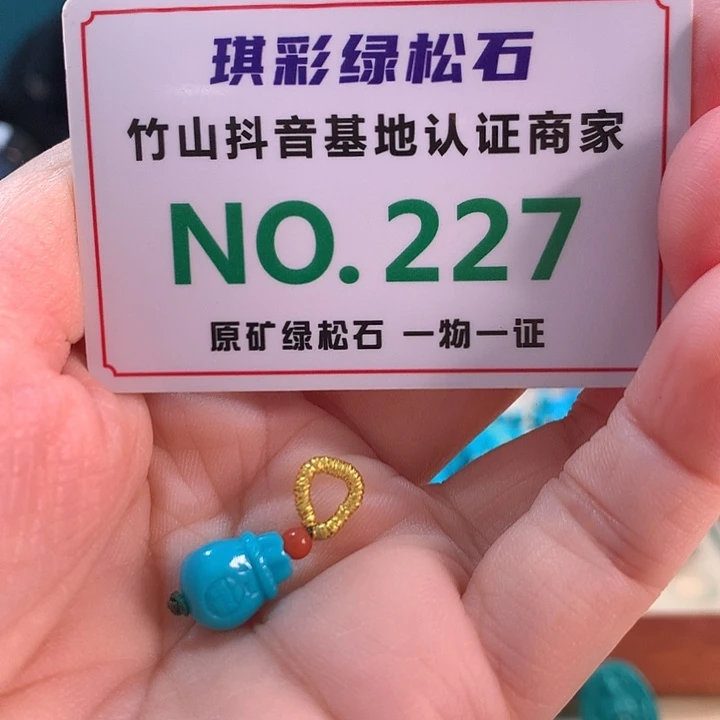 琪彩绿松石
竹山抖音基地认证商家
NO.227
原矿绿松石 一物一证